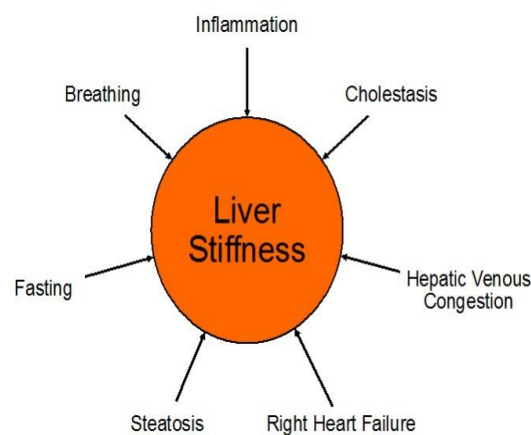 Inflammation
Breathing
Cholestasis
Liver
Stiffness
Fasting
Hepatic Venous
Congestion
Steatosis
Right Heart Failure